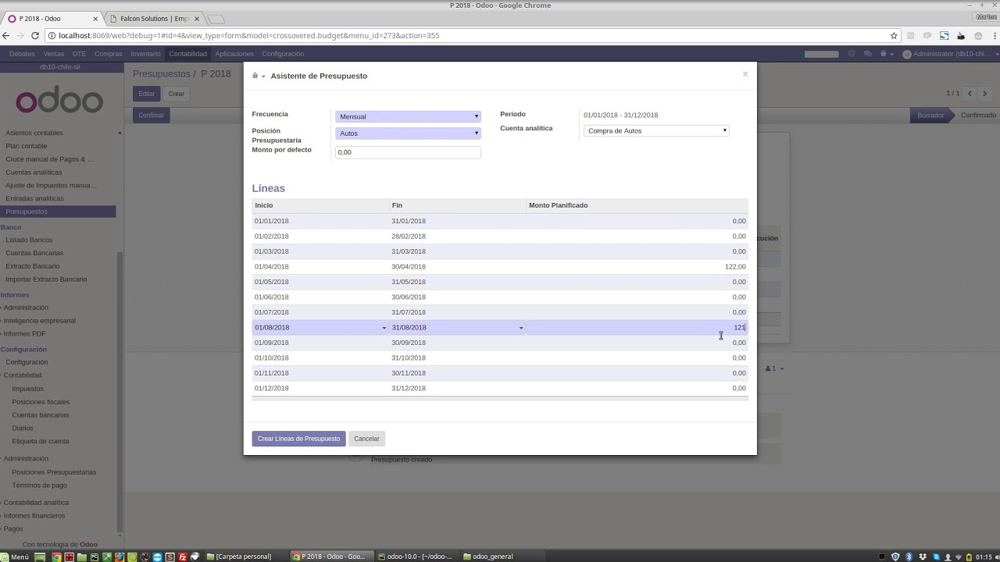 P 2018 - Odoo - Google Chrome
P 2018 - Odoo
Falcon Solutions | Emp
localhost:8069/web?debug=1#id=4&view_type=form&model=crossovered.budget&menu_id=273&action=355
Debates Ventas DTE Compras Inventario Contabilidad Aplicaciones Configuración
Administrator (db10-chi...
db10-chile-sii
odoo
Asientos contables
Plan contable
Cruce manual de Pagos & ...
Cuentas analíticas
Ajuste de Impuestos manua...
Entradas analíticas
Presupuestos
Banco
Listado Bancos
Cuentas Bancarias
Extracto Bancario
Importar Extracto Bancario
Informes
Administración
Inteligencia empresarial
Informes PDF
Configuración
Configuración
Contabilidad
Impuestos
Posiciones fiscales
Cuentas bancarias
Diarios
Etiqueta de cuenta
Administración
Posiciones Presupuestarias
Términos de pago
Contabilidad analítica
Informes financieros
Pagos
Con tecnología de Odoo
Presupuestos / P 2018
Editar Crear
1 / 1
Confirmar
Borrador Confirmado
Asistente de Presupuesto
×
Frecuencia
Mensual
Período
01/01/2018 - 31/12/2018
Posición Presupuestaria
Autos
Cuenta analítica
Compra de Autos
Monto por defecto
0,00
Líneas
Inicio Fin Monto Planificado
01/01/2018 31/01/2018 0,00
01/02/2018 28/02/2018 0,00
01/03/2018 31/03/2018 0,00
01/04/2018 30/04/2018 122,00
01/05/2018 31/05/2018 0,00
01/06/2018 30/06/2018 0,00
01/07/2018 31/07/2018 0,00
01/08/2018 31/08/2018 121
01/09/2018 30/09/2018 0,00
01/10/2018 31/10/2018 0,00
01/11/2018 30/11/2018 0,00
01/12/2018 31/12/2018 0,00
Crear Líneas de Presupuesto Cancelar
cución
1
Presupuesto creado
Menú
[Carpeta personal]
P 2018 - Odoo - Goo...
odoo-10.0 - [~/odoo-...
odoo_general
01:15